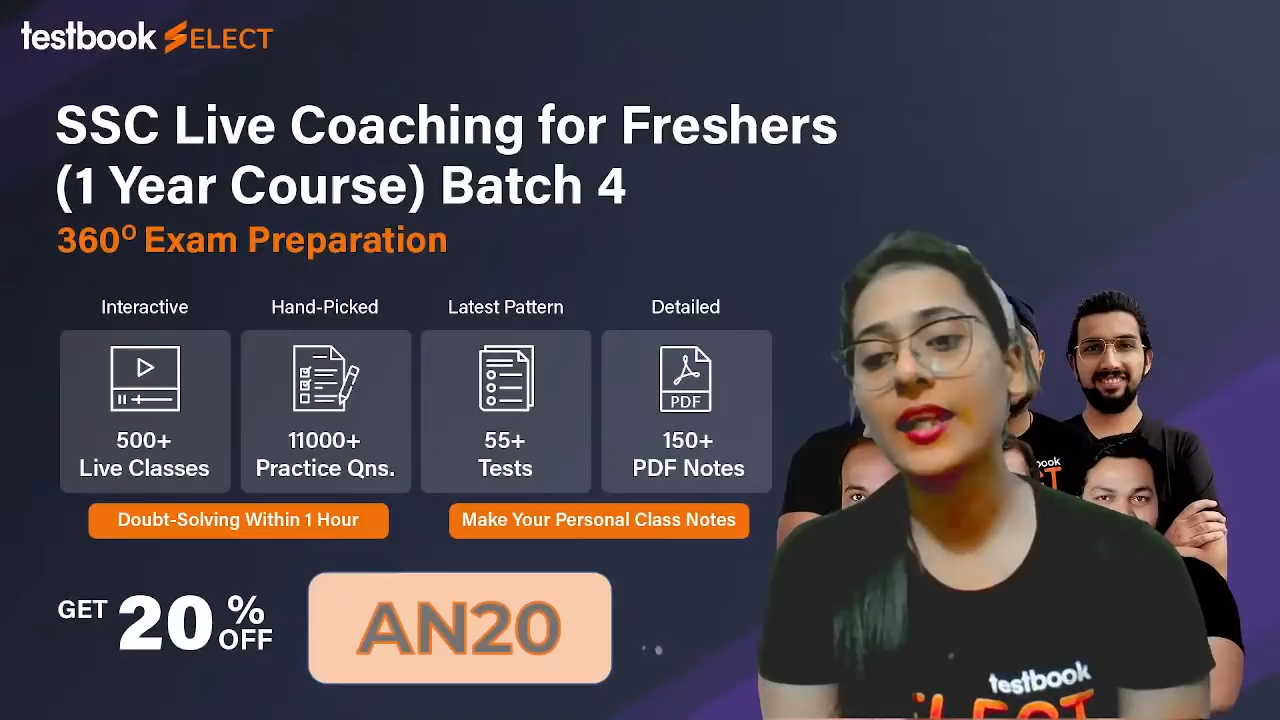 testbook SELECT
SSC Live Coaching for Freshers
(1 Year Course) Batch 4
360º Exam Preparation
Interactive
Hand-Picked
Latest Pattern
Detailed
PDF
500+
Live Classes
11000+
Practice Qns.
55+
Tests
150+
PDF Notes
Doubt-Solving Within 1 Hour
Make Your Personal Class Notes
GET 20% OFF
AN20
testbook